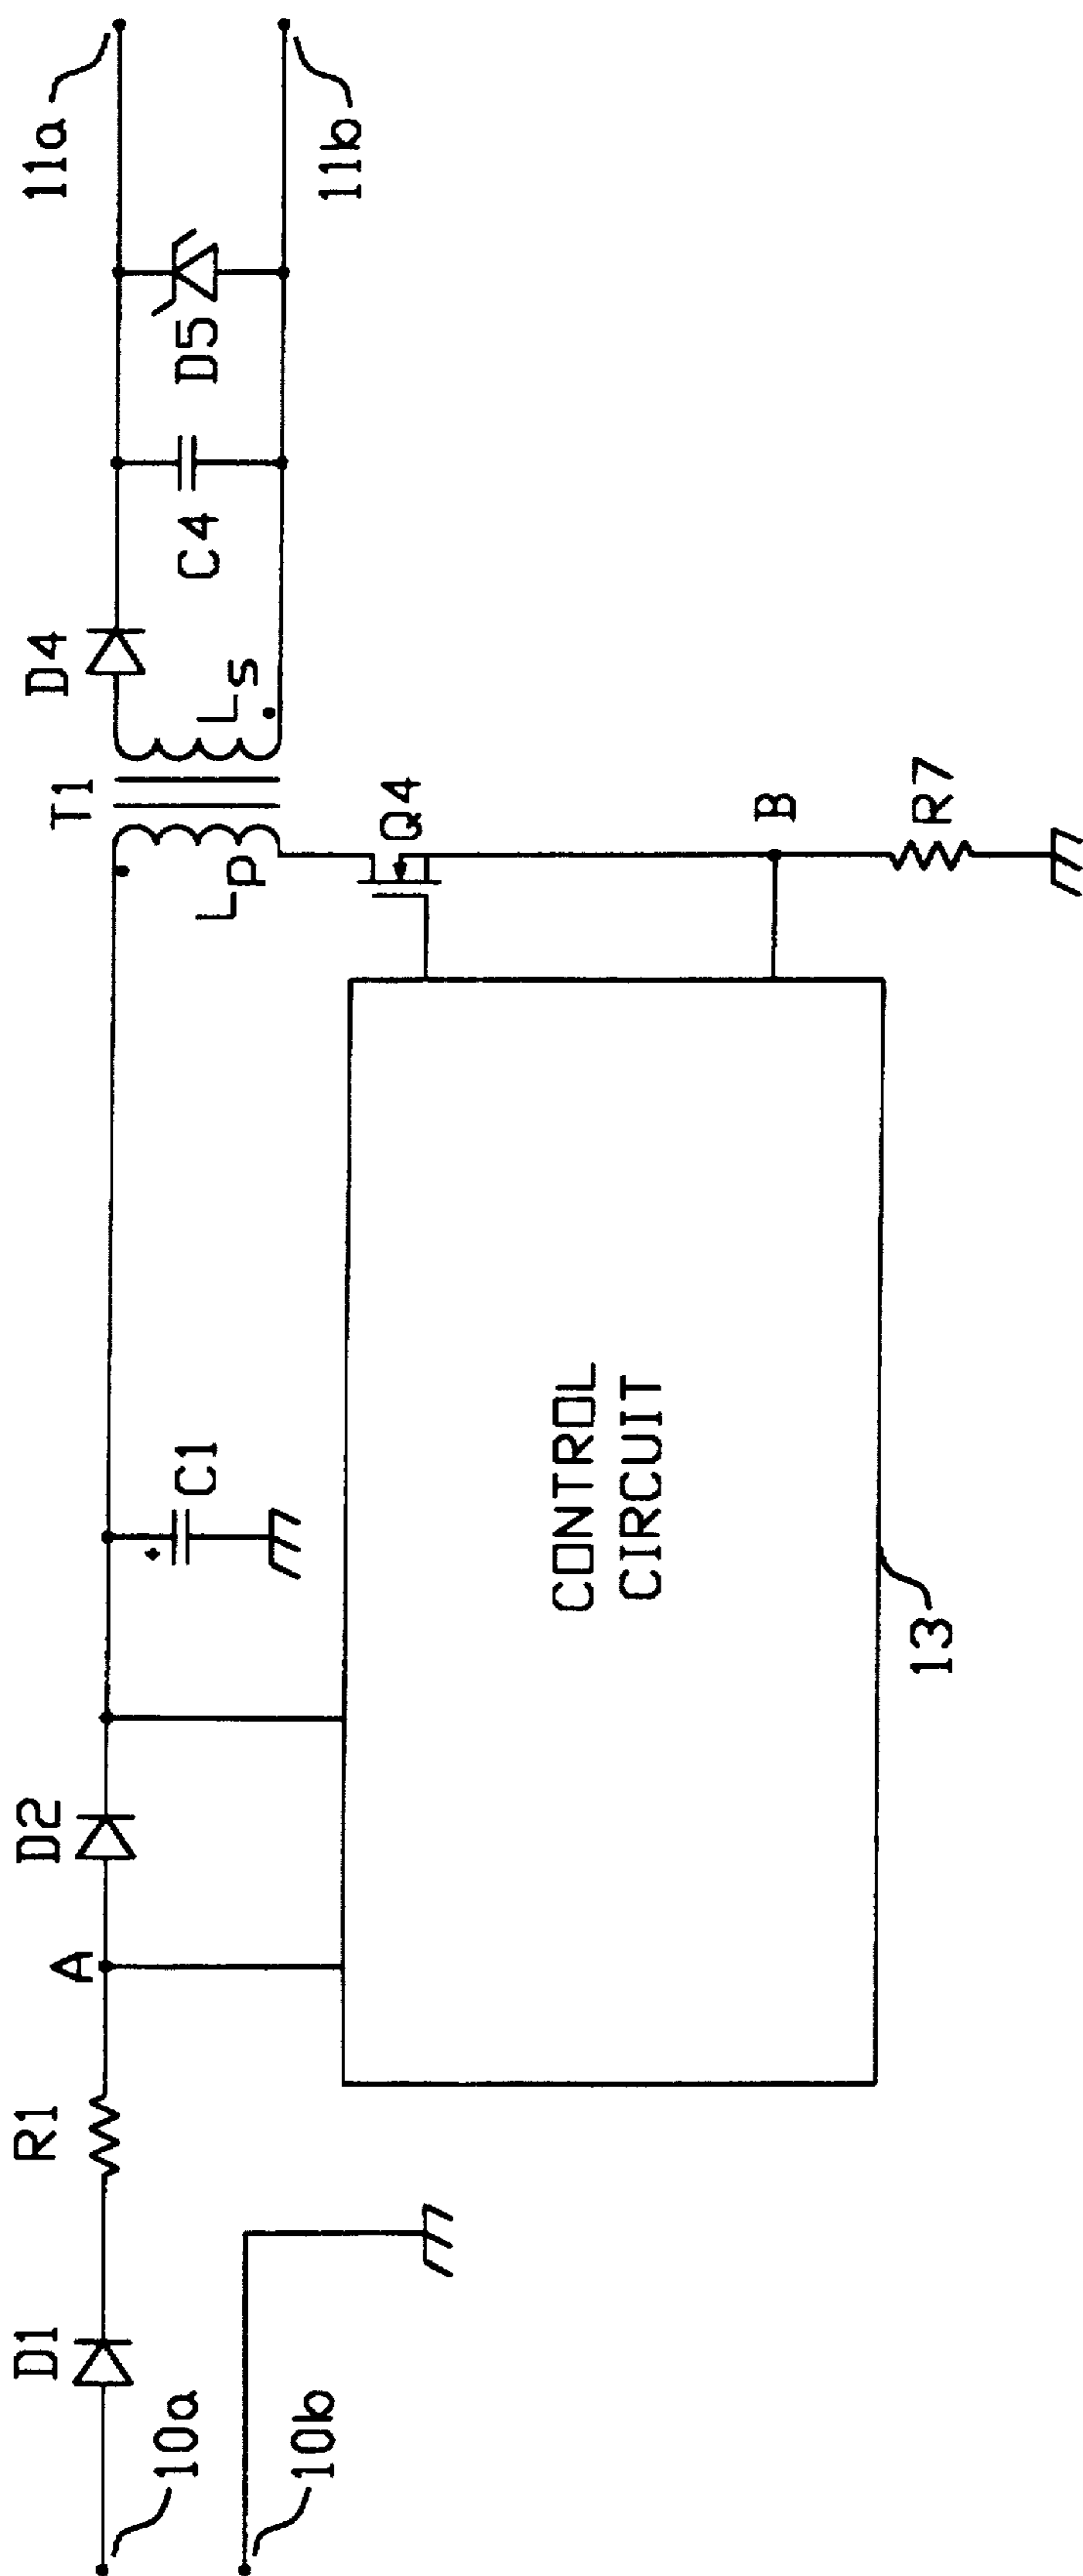 10a
10b
D1
R1
A
D2
C1
CONTROL
CIRCUIT
13
T1
Lp
Ls
Q4
B
R7
D4
C4
D5
11a
11b